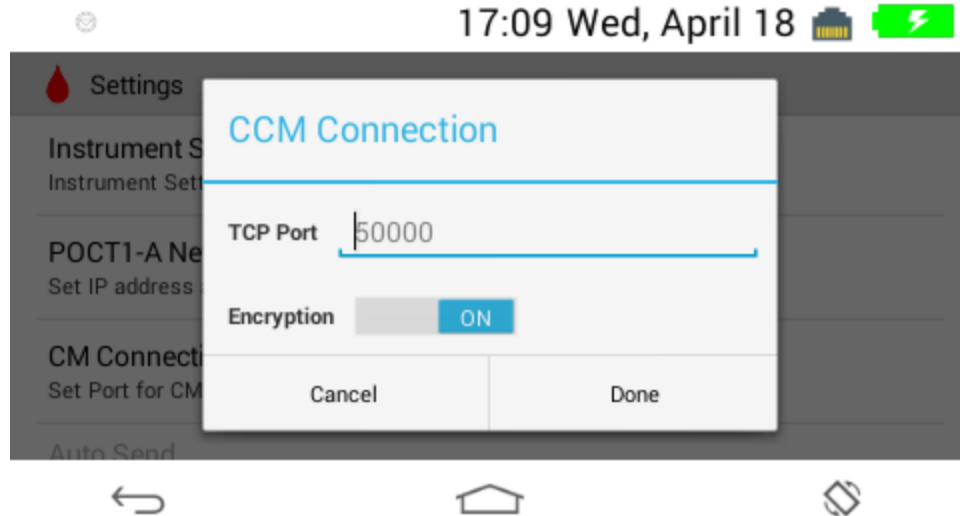 17:09 Wed, April 18
Settings
CCM Connection
Instrument S
Instrument Sett
TCP Port 50000
POCT1-A Ne
Set IP address
Encryption ON
CM Connecti
Set Port for CM
Cancel Done
Auto Send